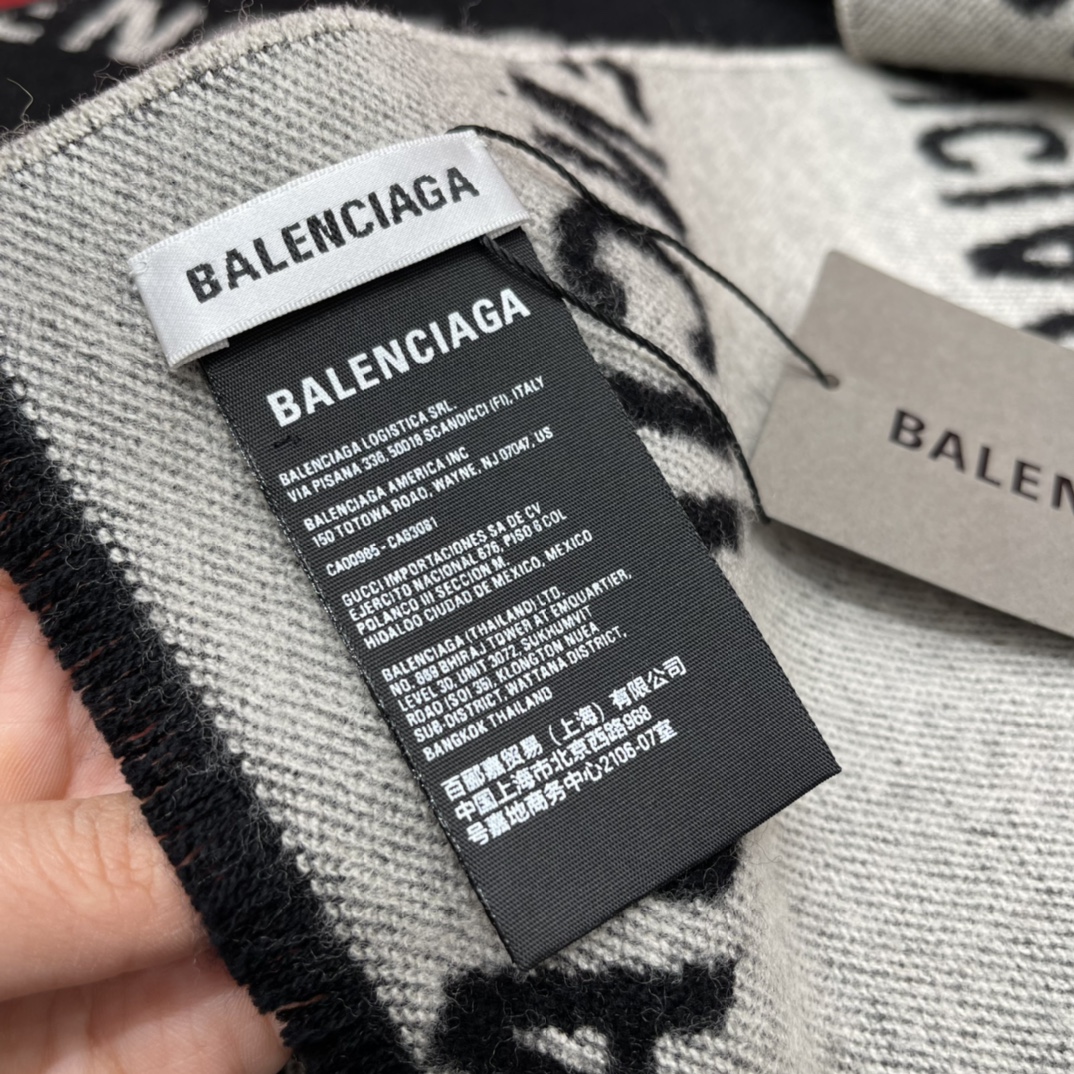 BALENCIAGA
BALENCIAGA
BALENCIAGA LOGISTICA SRL.
VIA PISANA 336, 50018 SCANDICCI (FI), ITALY
BALENCIAGA AMERICA INC
150 TOTOWA ROAD, WAYNE, NJ 07047, US
CA00985 - CA83081
GUCCI IMPORTACIONES SA DE CV
EJERCITO NACIONAL 676, PISO 6 COL
POLANCO III SECCION M.
HIDALDO CIUDAD DE MEXICO, MEXICO
BALENCIAGA (THAILAND) LTD.
NO. 869 BHIRAJ TOWER AT EMQUARTIER,
LEVEL 30, UNIT 3072, SUKHUMVIT
ROAD (SOI 35), KLONGTON NUEA
SUB-DISTRICT, WATTANA DISTRICT,
BANGKOK THAILAND
百郦嘉贸易（上海）有限公司
中国上海市北京西路968
号嘉地商务中心2106-07室
BALEN
EN
CIA